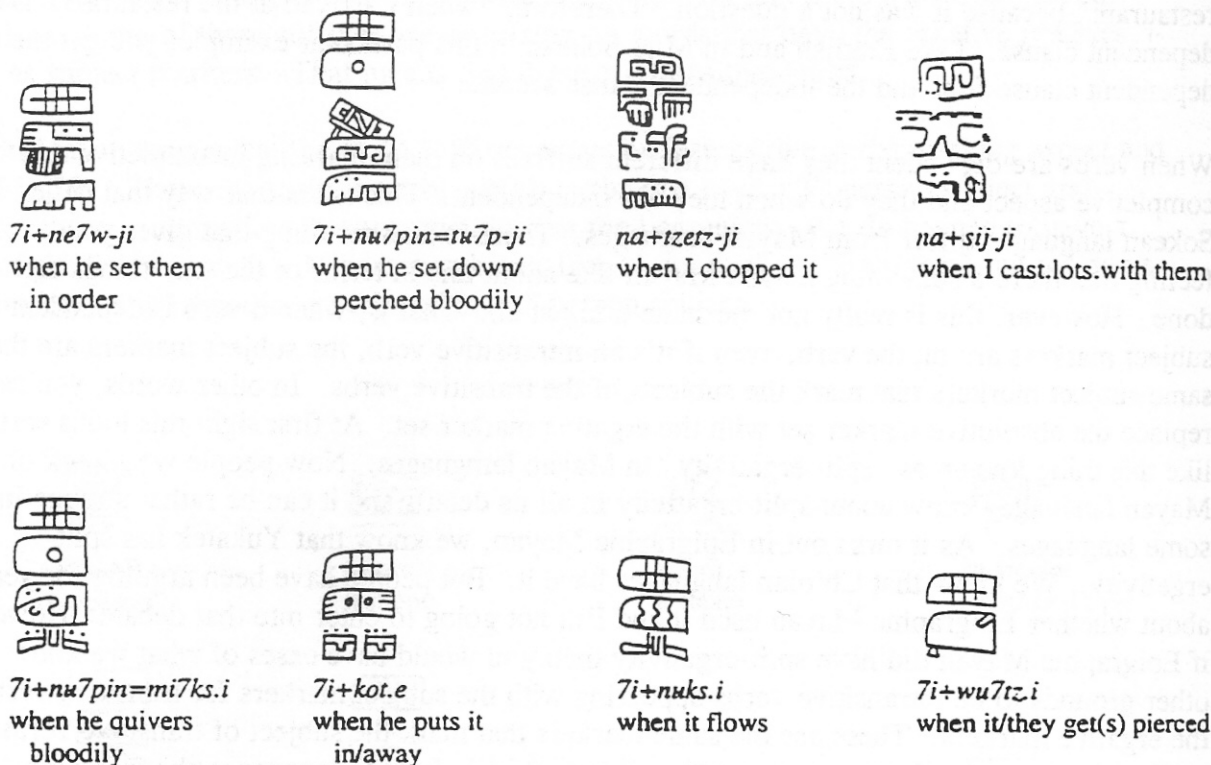 7i+ne7w-ji
when he set them
in order
7i+nʉ7pin=tu7p-ji
when he set.down/
perched bloodily
na+tzetz-ji
when I chopped it
na+sij-ji
when I cast.lots.with them
7i+nʉ7pin=mi7ks.i
when he quivers
bloodily
7i+kot.e
when he puts it
in/away
7i+nuks.i
when it flows
7i+wu7tz.i
when it/they get(s) pierced